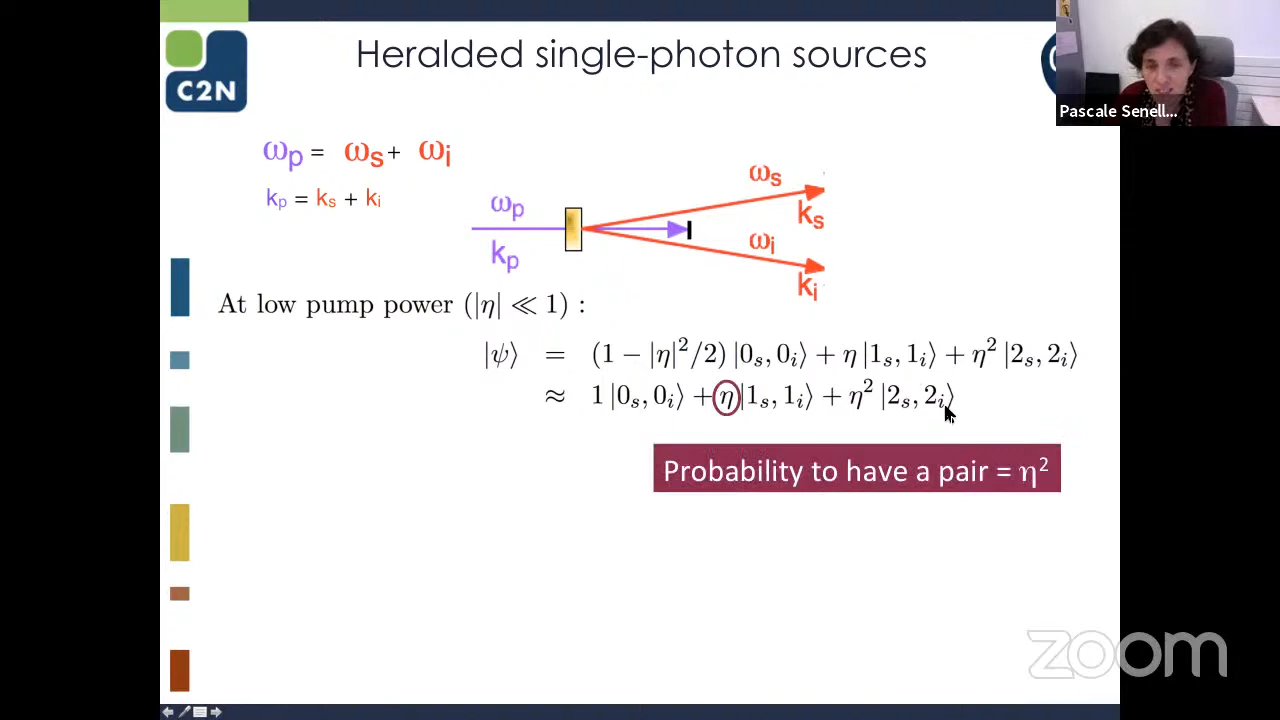 Heralded single-photon sources
C2N
Pascale Senell...
ωp = ωs + ωi
kp = ks + ki
ωp
kp
ωs
ks
ωi
ki
At low pump power (|η| ≪ 1) :
|ψ⟩ = (1 − |η|²/2) |0s, 0i⟩ + η |1s, 1i⟩ + η² |2s, 2i⟩
≈ 1 |0s, 0i⟩ + η |1s, 1i⟩ + η² |2s, 2i⟩
Probability to have a pair = η²
zoom